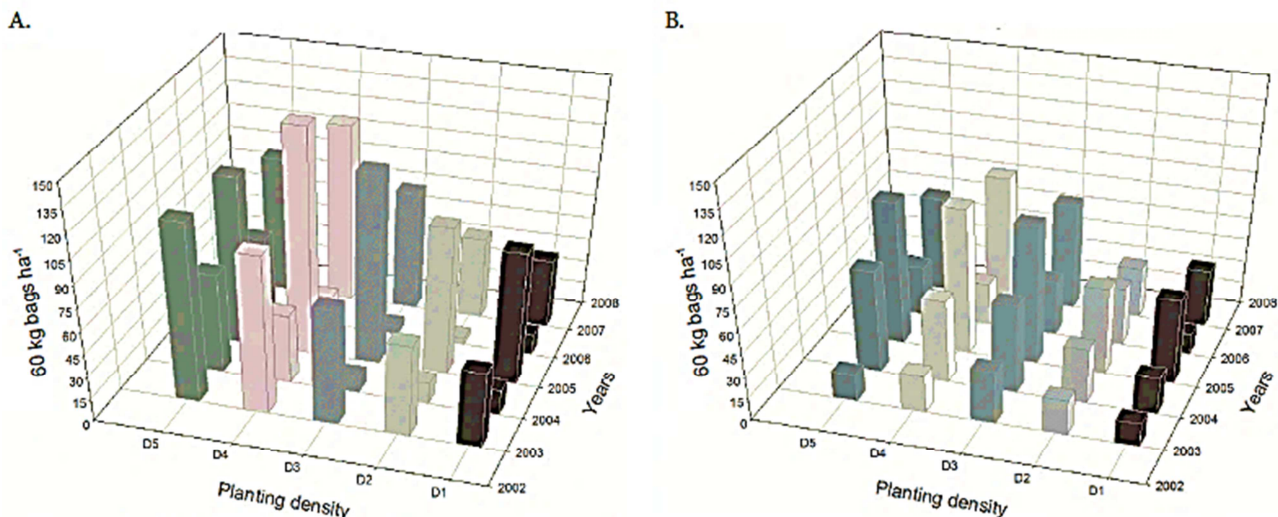 A.
150
135
120
105
90
75
60
45
30
15
0
60 kg bags ha⁻¹
D5
D4
D3
D2
D1
Planting density
2002
2003
2004
2005
2006
2007
2008
Years
B.
150
135
120
105
90
75
60
45
30
15
0
60 kg bags ha⁻¹
D5
D4
D3
D2
D1
Planting density
2002
2003
2004
2005
2006
2007
2008
Years